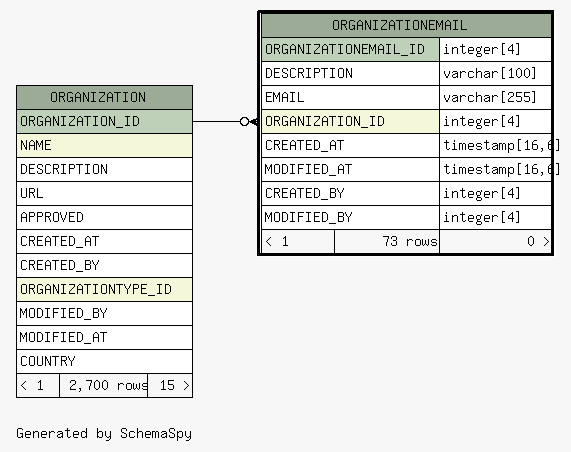 ORGANIZATIONEMAIL
ORGANIZATIONEMAIL_ID integer[4]
DESCRIPTION varchar[100]
EMAIL varchar[255]
ORGANIZATION_ID integer[4]
CREATED_AT timestamp[16,6]
MODIFIED_AT timestamp[16,6]
CREATED_BY integer[4]
MODIFIED_BY integer[4]
< 1 73 rows 0 >
ORGANIZATION
ORGANIZATION_ID
NAME
DESCRIPTION
URL
APPROVED
CREATED_AT
CREATED_BY
ORGANIZATIONTYPE_ID
MODIFIED_BY
MODIFIED_AT
COUNTRY
< 1 2,700 rows 15 >
Generated by SchemaSpy